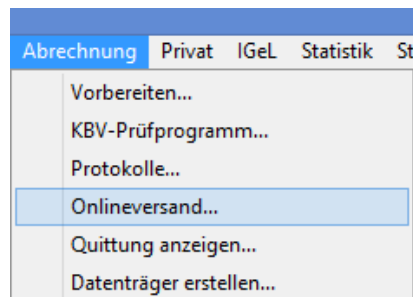 Abrechnung Privat IGeL Statistik St
Vorbereiten...
KBV-Prüfprogramm...
Protokolle...
Onlineversand...
Quittung anzeigen...
Datenträger erstellen...